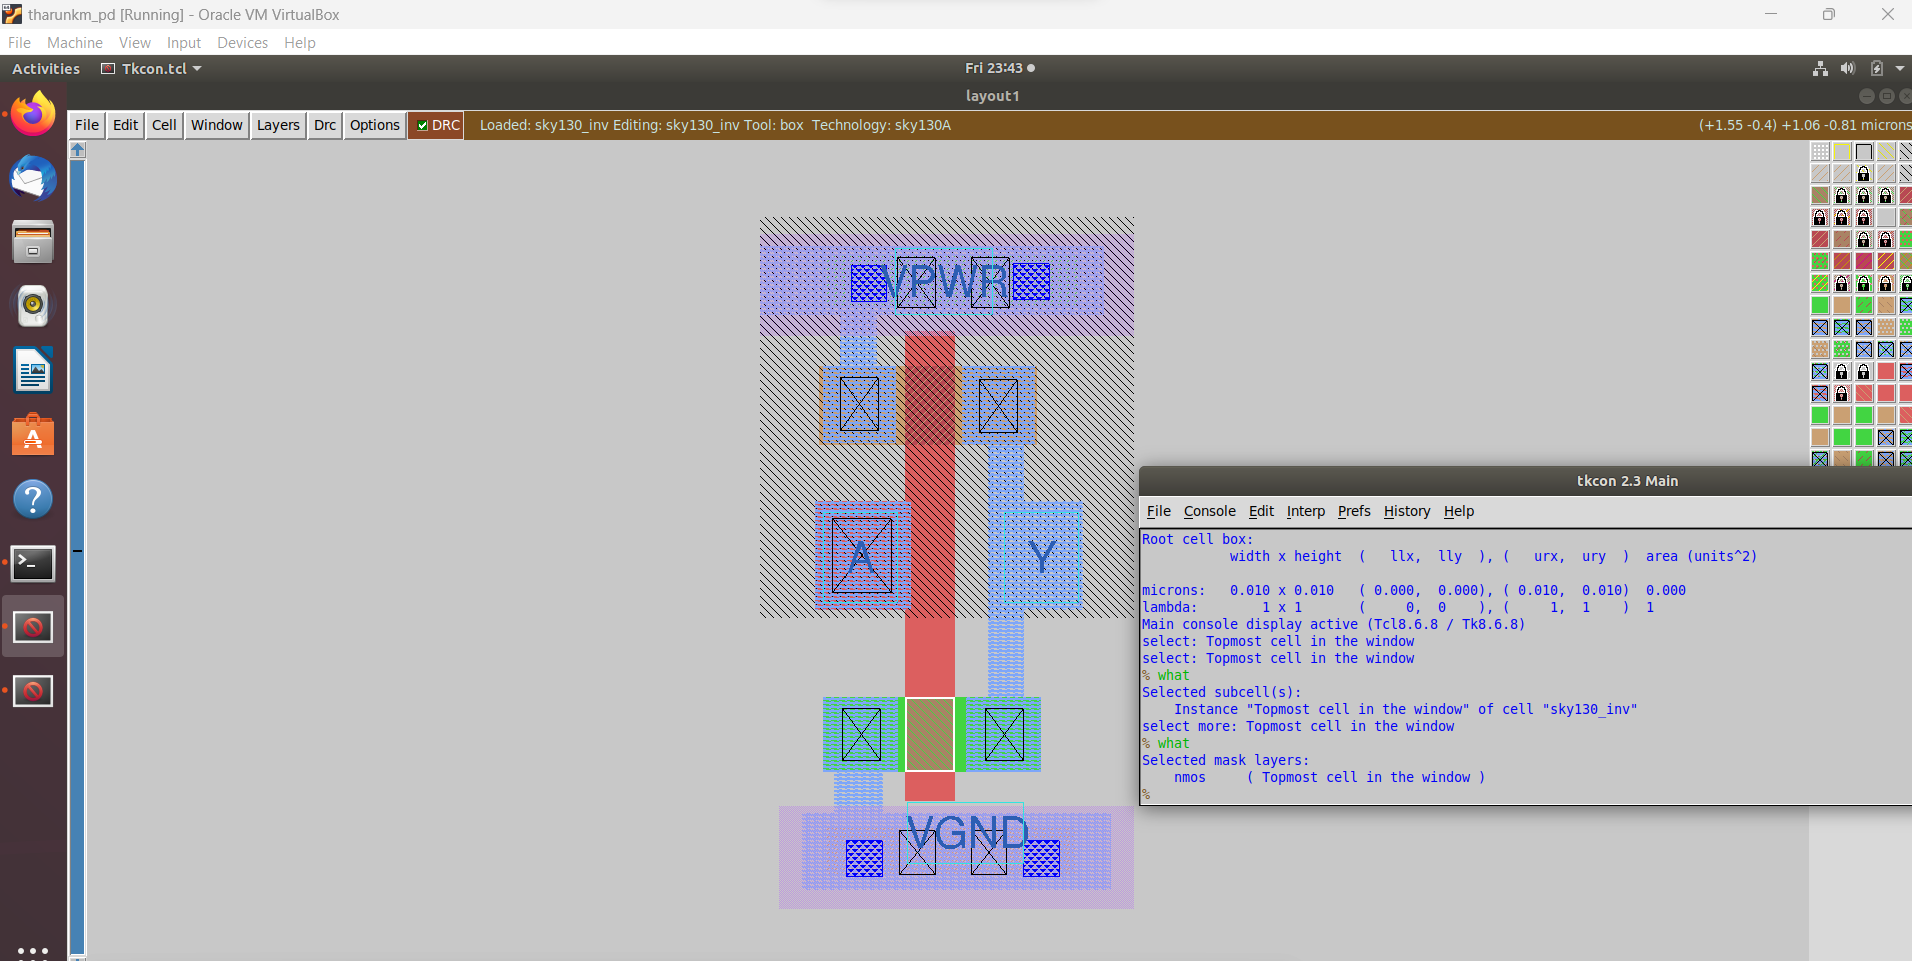 tharunkm_pd [Running] - Oracle VM VirtualBox
File Machine View Input Devices Help
Activities Tkcon.tcl Fri 23:43
layout1
File Edit Cell Window Layers Drc Options DRC Loaded: sky130_inv Editing: sky130_inv Tool: box Technology: sky130A (+1.55 -0.4) +1.06 -0.81 microns
VPWR
A
Y
VGND
tkcon 2.3 Main
File Console Edit Interp Prefs History Help
Root cell box:
width x height ( llx, lly ), ( urx, ury ) area (units^2)
microns: 0.010 x 0.010 ( 0.000, 0.000), ( 0.010, 0.010) 0.000
lambda: 1 x 1 ( 0, 0 ), ( 1, 1 ) 1
Main console display active (Tcl8.6.8 / Tk8.6.8)
select: Topmost cell in the window
select: Topmost cell in the window
% what
Selected subcell(s):
Instance "Topmost cell in the window" of cell "sky130_inv"
select more: Topmost cell in the window
% what
Selected mask layers:
nmos ( Topmost cell in the window )
%